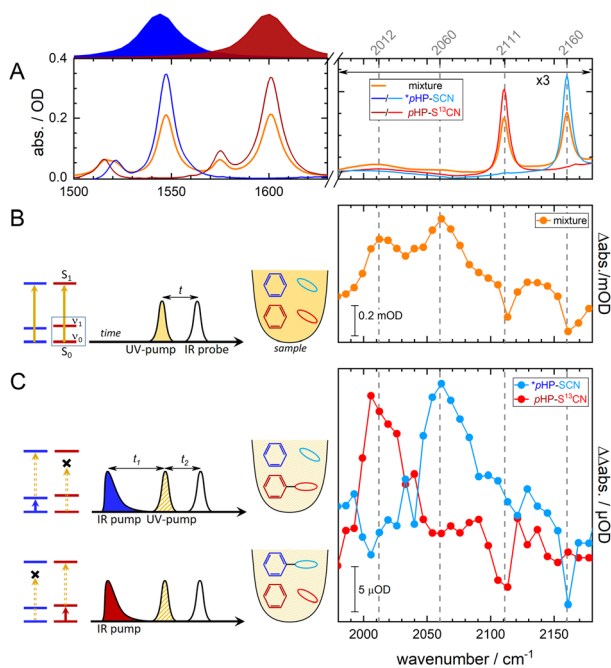 2012
2060
2111
2160
A
abs. / OD
0.4
0.2
0.0
1500
1550
1600
x3
mixture
/ *pHP-SCN
/ pHP-S¹³CN
B
S₁
ν₁
ν₀
S₀
time
t
UV-pump
IR probe
sample
mixture
0.2 mOD
Δabs./mOD
C
t₁
t₂
IR pump
UV-pump
IR pump
*pHP-SCN
pHP-S¹³CN
5 μOD
ΔΔabs. / μOD
2000
2050
2100
2150
wavenumber / cm⁻¹